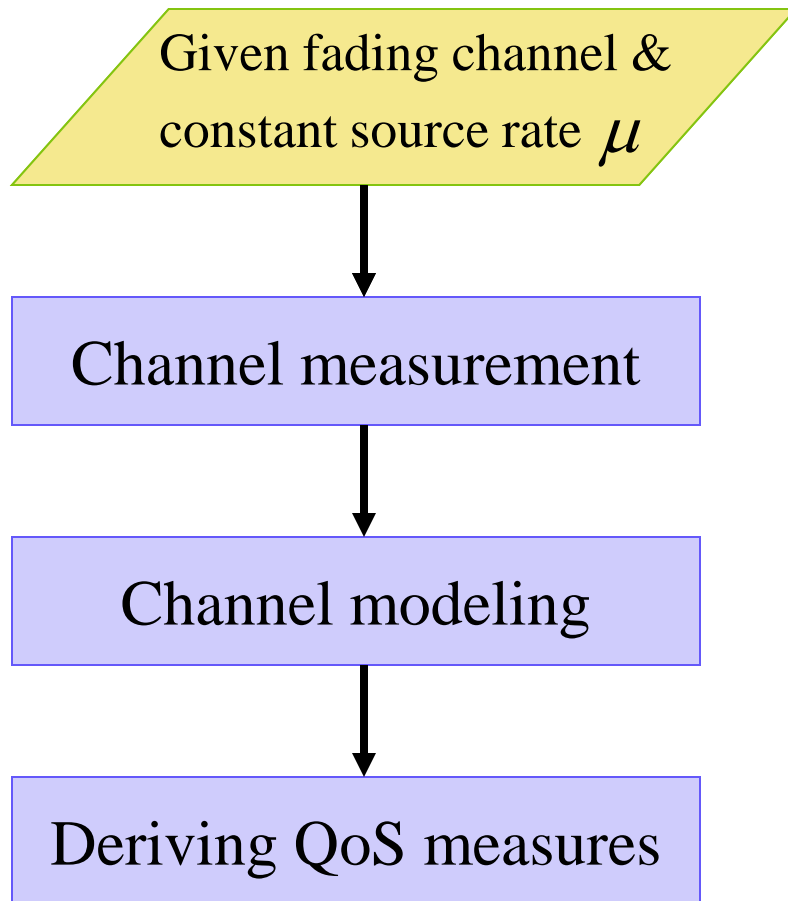 Given fading channel &
constant source rate μ
Channel measurement
Channel modeling
Deriving QoS measures